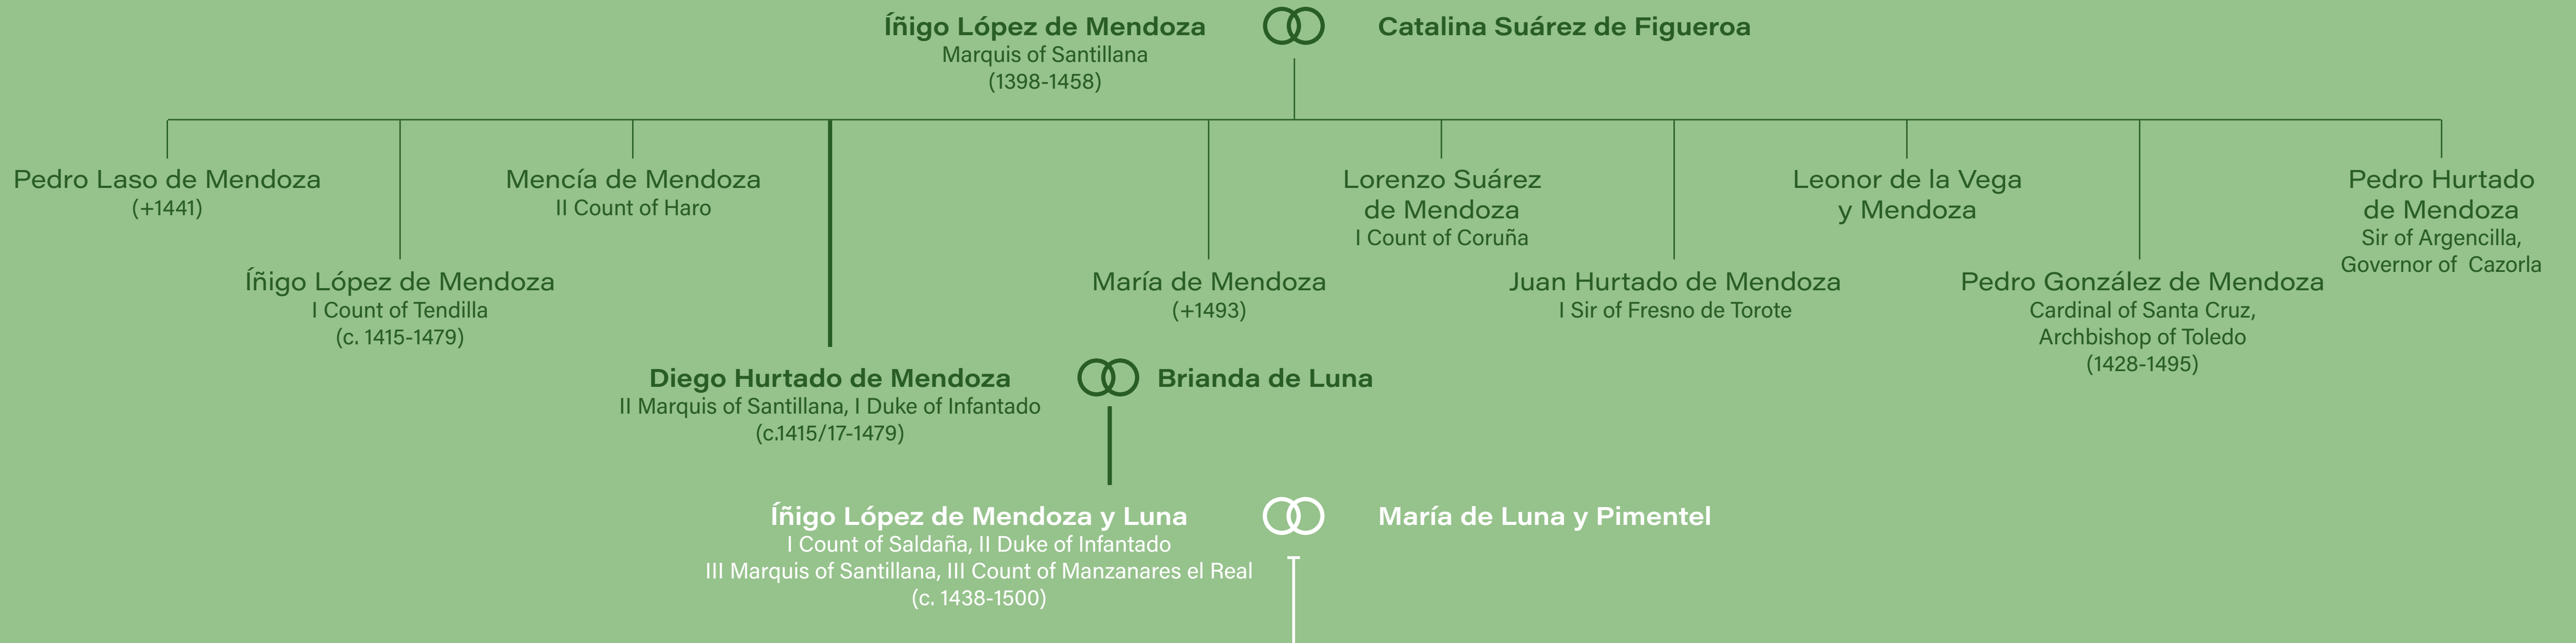 Íñigo López de Mendoza
Marquis of Santillana
(1398-1458)
Catalina Suárez de Figueroa
Pedro Laso de Mendoza
(+1441)
Íñigo López de Mendoza
I Count of Tendilla
(c. 1415-1479)
Mencía de Mendoza
II Count of Haro
Diego Hurtado de Mendoza
II Marquis of Santillana, I Duke of Infantado
(c.1415/17-1479)
Brianda de Luna
María de Mendoza
(+1493)
Lorenzo Suárez
de Mendoza
I Count of Coruña
Juan Hurtado de Mendoza
I Sir of Fresno de Torote
Leonor de la Vega
y Mendoza
Pedro González de Mendoza
Cardinal of Santa Cruz,
Archbishop of Toledo
(1428-1495)
Pedro Hurtado
de Mendoza
Sir of Argencilla,
Governor of  Cazorla
Íñigo López de Mendoza y Luna
I Count of Saldaña, II Duke of Infantado
III Marquis of Santillana, III Count of Manzanares el Real
(c. 1438-1500)
María de Luna y Pimentel